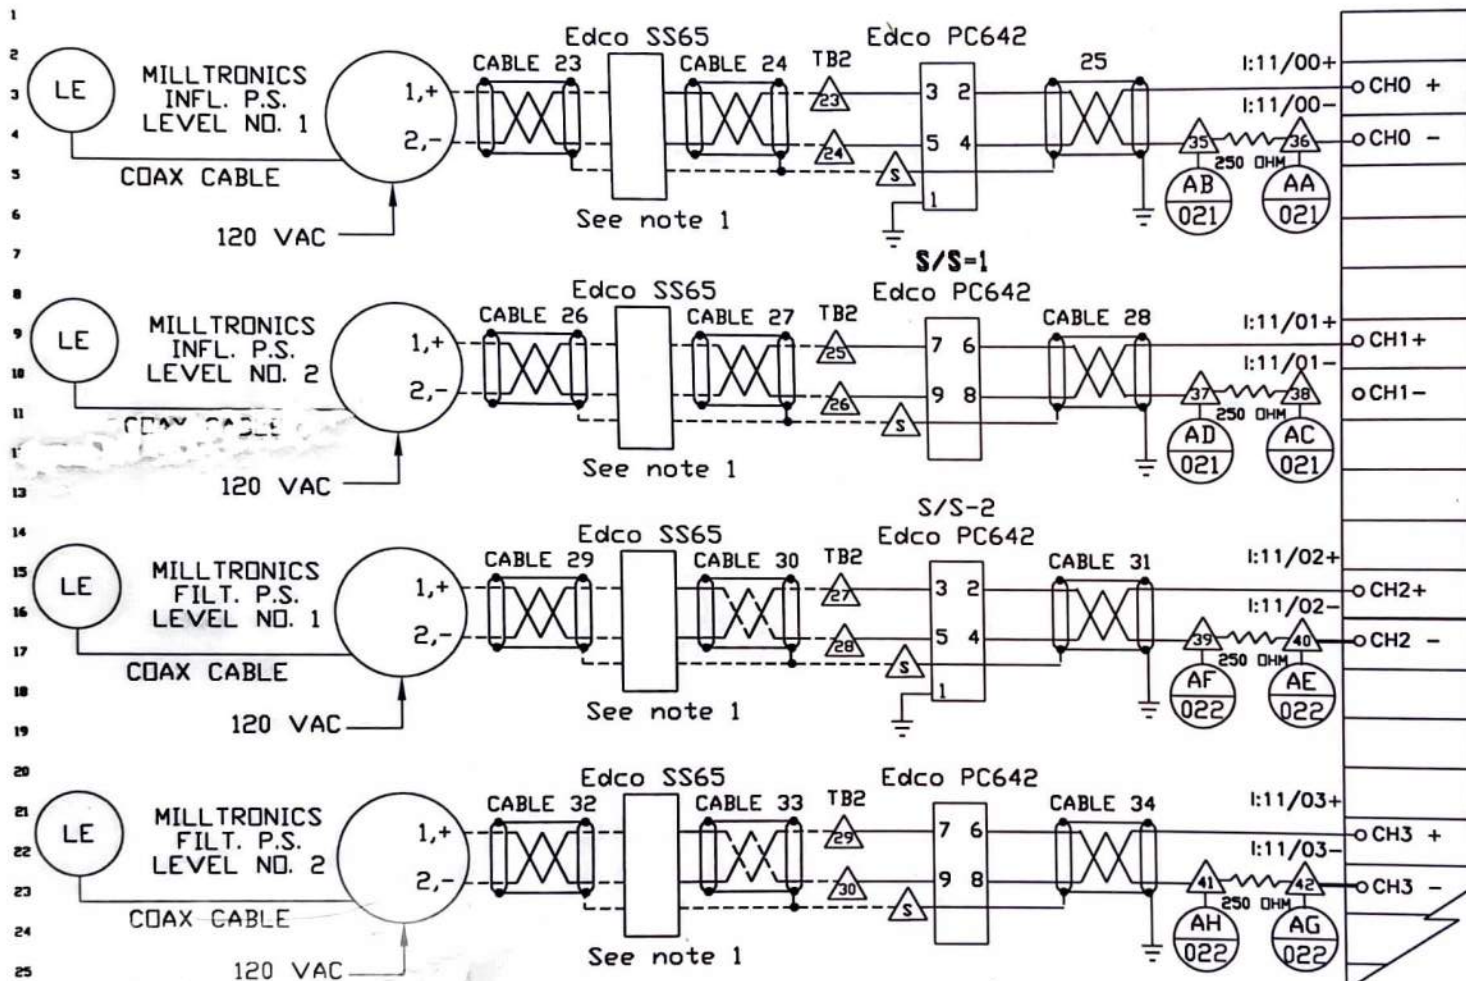 1
2
3
4
5
6
7
8
9
10
11
13
14
15
16
17
18
19
20
21
22
23
24
25
Edco SS65
Edco PC642
LE
MILLTRONICS
INFL. P.S.
LEVEL NO. 1
1,+
2,-
CABLE 23
CABLE 24
TB2
23
24
S
3 2
5 4
1
25
I:11/00+
I:11/00-
CH0 +
CH0 -
35
36
250 OHM
AB
021
AA
021
COAX CABLE
120 VAC
See note 1
S/S=1
Edco SS65
Edco PC642
LE
MILLTRONICS
INFL. P.S.
LEVEL NO. 2
1,+
2,-
CABLE 26
CABLE 27
TB2
25
26
S
7 6
9 8
CABLE 28
I:11/01+
I:11/01-
CH1+
CH1-
37
38
250 OHM
AD
021
AC
021
COAX CABLE
120 VAC
See note 1
S/S-2
Edco SS65
Edco PC642
LE
MILLTRONICS
FILT. P.S.
LEVEL NO. 1
1,+
2,-
CABLE 29
CABLE 30
TB2
27
28
S
3 2
5 4
1
CABLE 31
I:11/02+
I:11/02-
CH2+
CH2 -
39
40
250 OHM
AF
022
AE
022
COAX CABLE
120 VAC
See note 1
Edco SS65
Edco PC642
LE
MILLTRONICS
FILT. P.S.
LEVEL NO. 2
1,+
2,-
CABLE 32
CABLE 33
TB2
29
30
S
7 6
9 8
CABLE 34
I:11/03+
I:11/03-
CH3 +
CH3 -
41
42
250 OHM
AH
022
AG
022
COAX CABLE
120 VAC
See note 1